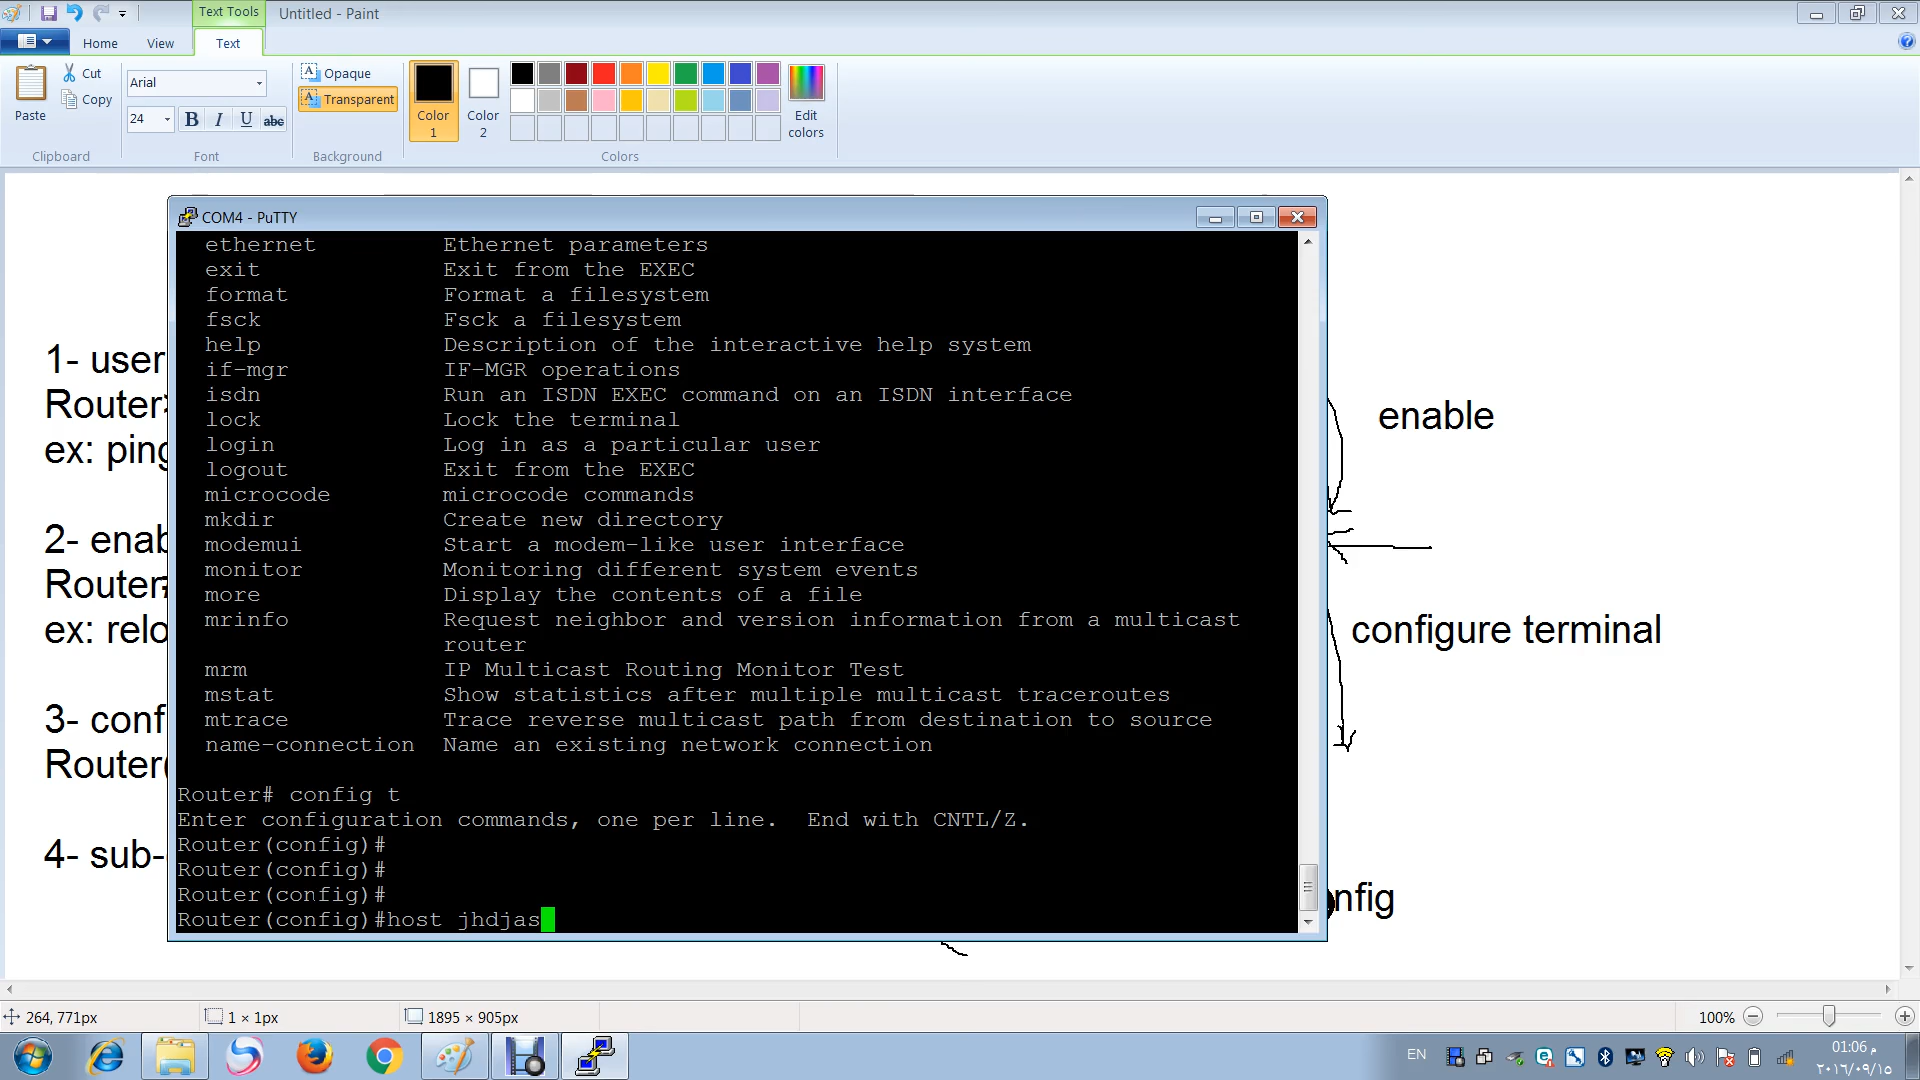 Text Tools
Untitled - Paint
Home
View
Text
Paste
Cut
Copy
Clipboard
Arial
24
B I U abc
Font
Opaque
Transparent
Background
Color
1
Color
2
Edit
colors
Colors
COM4 - PuTTY
ethernet Ethernet parameters
exit Exit from the EXEC
format Format a filesystem
fsck Fsck a filesystem
help Description of the interactive help system
if-mgr IF-MGR operations
isdn Run an ISDN EXEC command on an ISDN interface
lock Lock the terminal
login Log in as a particular user
logout Exit from the EXEC
microcode microcode commands
mkdir Create new directory
modemui Start a modem-like user interface
monitor Monitoring different system events
more Display the contents of a file
mrinfo Request neighbor and version information from a multicast
router
mrm IP Multicast Routing Monitor Test
mstat Show statistics after multiple multicast traceroutes
mtrace Trace reverse multicast path from destination to source
name-connection Name an existing network connection
Router# config t
Enter configuration commands, one per line. End with CNTL/Z.
Router(config)#
Router(config)#
Router(config)#
Router(config)#host jhdjas
1- user
Router>
ex: ping
2- enab
Router#
ex: relo
3- conf
Router(
4- sub-
enable
configure terminal
nfig
264, 771px
1 × 1px
1895 × 905px
100%
EN
01:06 م
٢٠١٦/٠٩/١٥